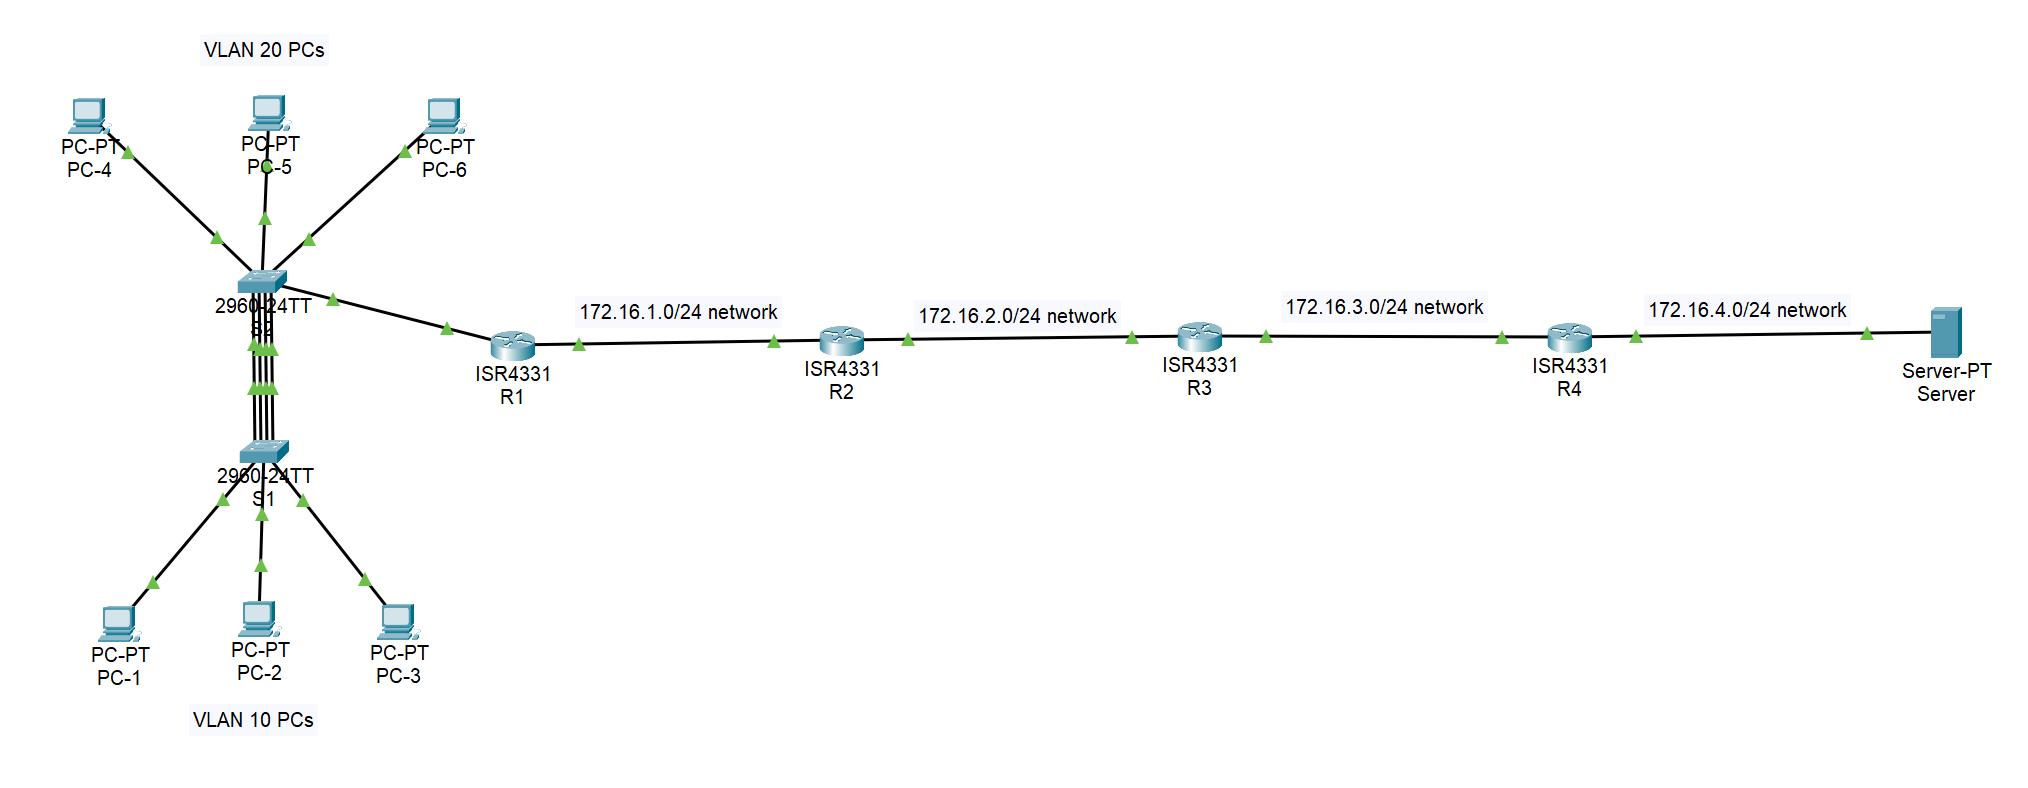 VLAN 20 PCs
PC-PT
PC-4
PC-PT
PC-5
PC-PT
PC-6
2960-24TT
S2
172.16.1.0/24 network
172.16.2.0/24 network
172.16.3.0/24 network
172.16.4.0/24 network
ISR4331
R1
ISR4331
R2
ISR4331
R3
ISR4331
R4
Server-PT
Server
2960-24TT
S1
PC-PT
PC-1
PC-PT
PC-2
PC-PT
PC-3
VLAN 10 PCs